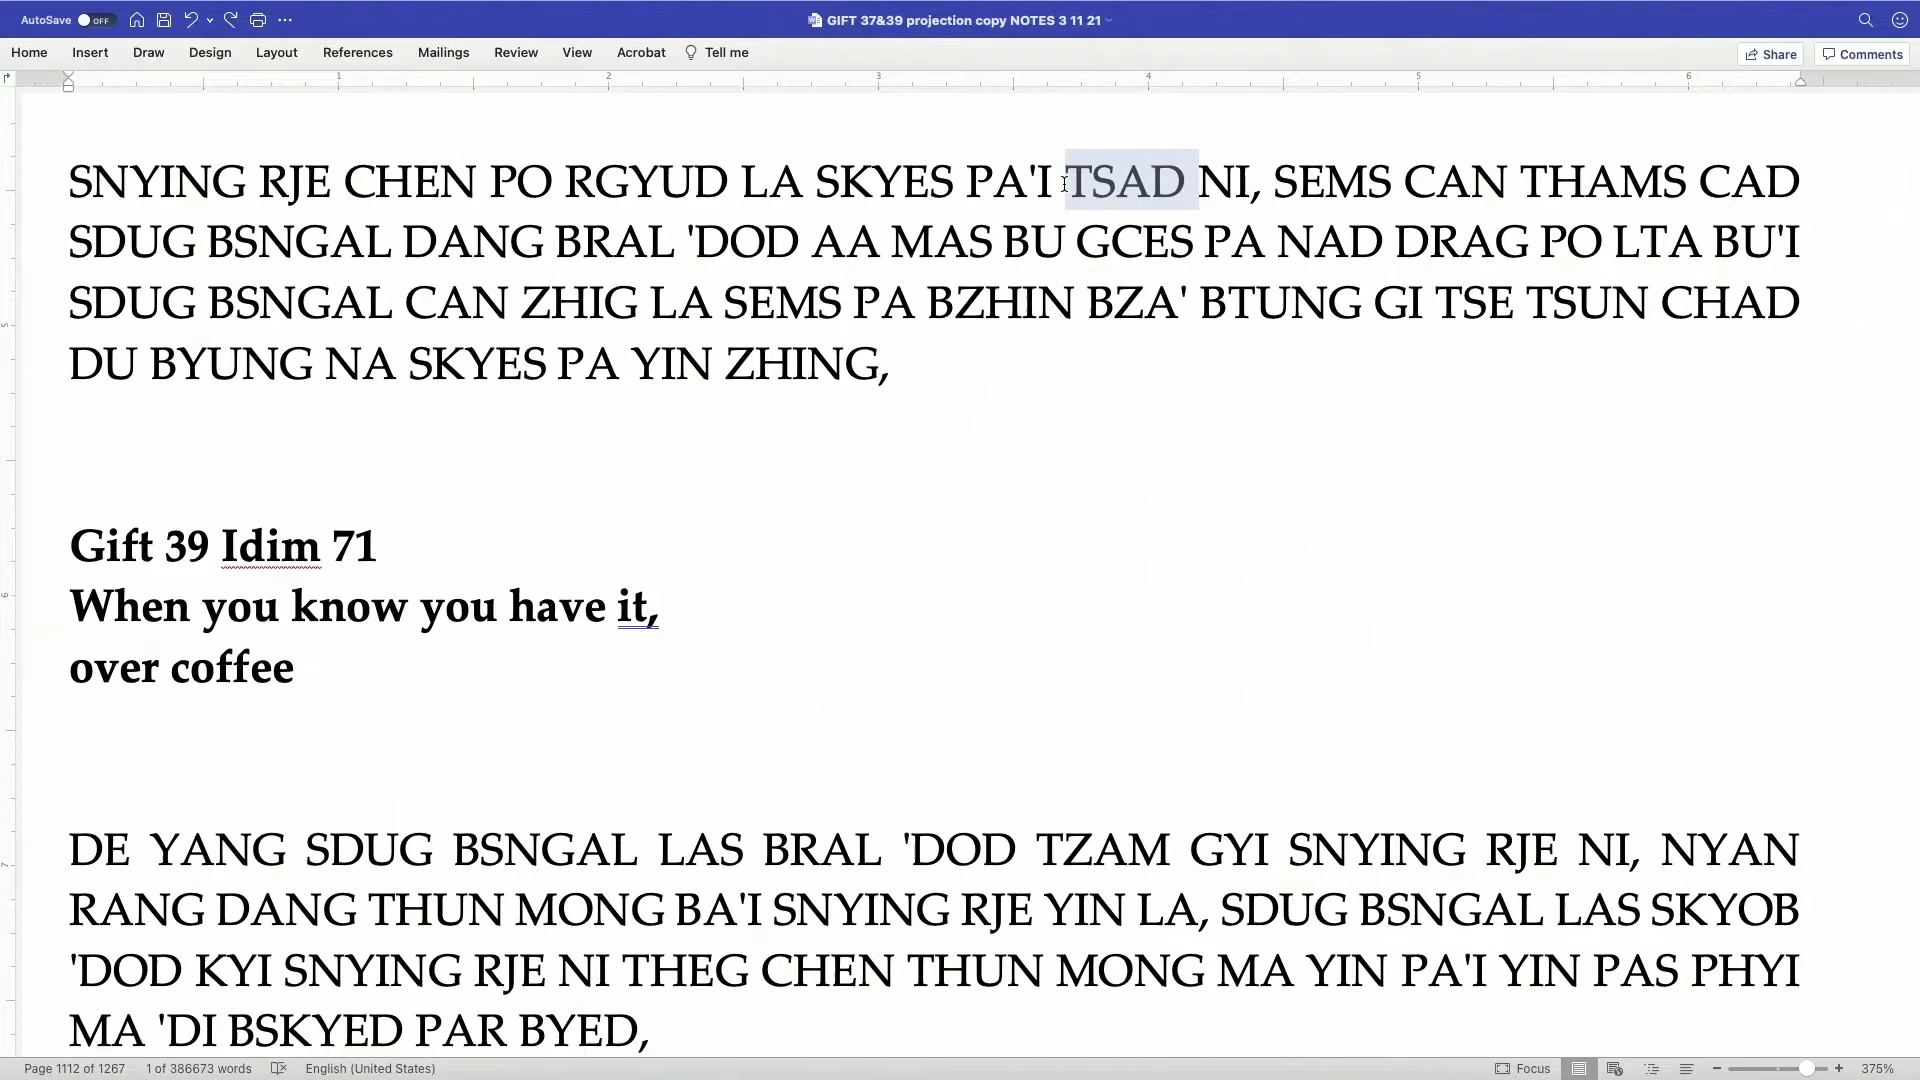 AutoSave OFF GIFT 37&39 projection copy NOTES 3 11 21
Home Insert Draw Design Layout References Mailings Review View Acrobat Tell me Share Comments
1 2 3 4 5 6
SNYING RJE CHEN PO RGYUD LA SKYES PA'I TSAD NI, SEMS CAN THAMS CAD
SDUG BSNGAL DANG BRAL 'DOD AA MAS BU GCES PA NAD DRAG PO LTA BU'I
SDUG BSNGAL CAN ZHIG LA SEMS PA BZHIN BZA' BTUNG GI TSE TSUN CHAD
DU BYUNG NA SKYES PA YIN ZHING,
Gift 39 Idim 71
When you know you have it,
over coffee
DE YANG SDUG BSNGAL LAS BRAL 'DOD TZAM GYI SNYING RJE NI, NYAN
RANG DANG THUN MONG BA'I SNYING RJE YIN LA, SDUG BSNGAL LAS SKYOB
'DOD KYI SNYING RJE NI THEG CHEN THUN MONG MA YIN PA'I YIN PAS PHYI
MA 'DI BSKYED PAR BYED,
Page 1112 of 1267 1 of 386673 words English (United States) Focus 375%